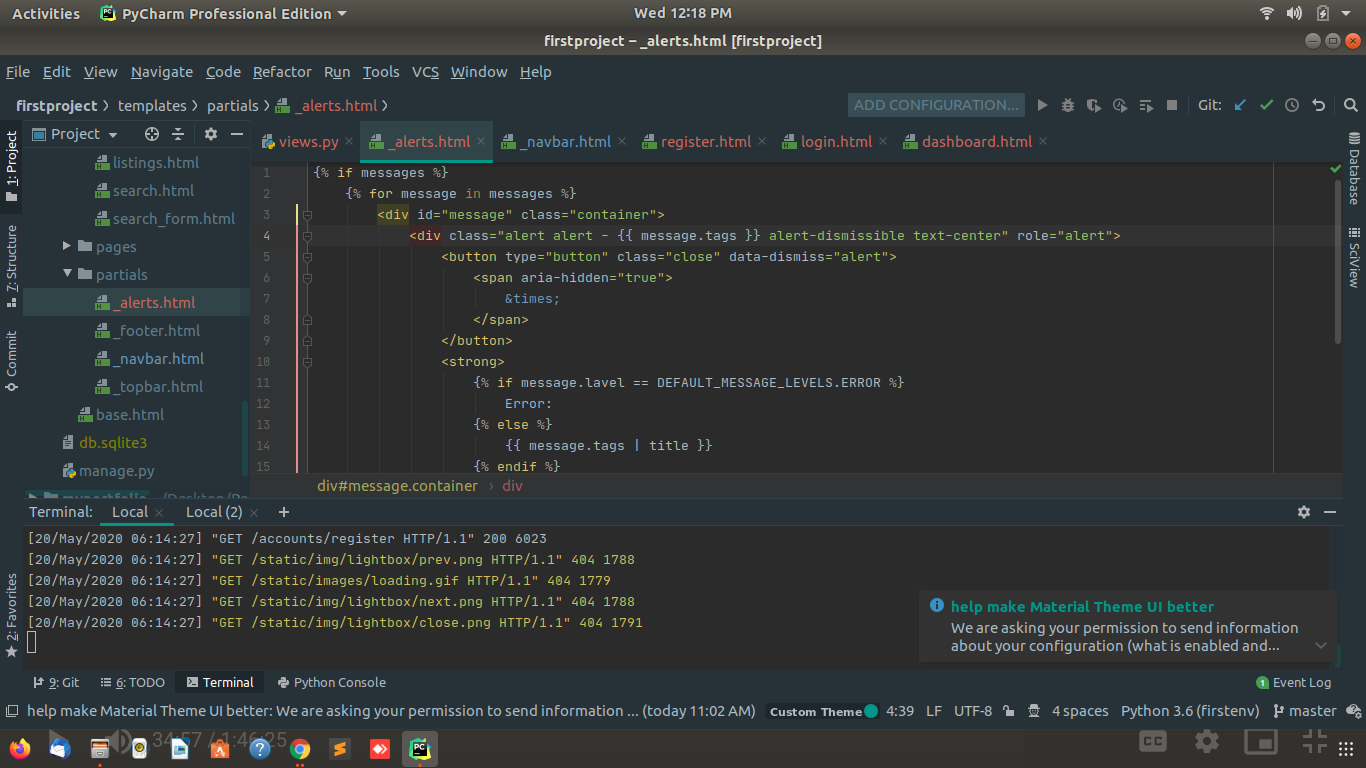 Activities PyCharm Professional Edition Wed 12:18 PM
firstproject – _alerts.html [firstproject]
File Edit View Navigate Code Refactor Run Tools VCS Window Help
firstproject templates partials _alerts.html ADD CONFIGURATION... Git:
1: Project
7: Structure
Commit
2: Favorites
Project
listings.html
search.html
search_form.html
pages
partials
_alerts.html
_footer.html
_navbar.html
_topbar.html
base.html
db.sqlite3
manage.py
views.py _alerts.html _navbar.html register.html login.html dashboard.html
1 {% if messages %}
2 {% for message in messages %}
3 <div id="message" class="container">
4 <div class="alert alert - {{ message.tags }} alert-dismissible text-center" role="alert">
5 <button type="button" class="close" data-dismiss="alert">
6 <span aria-hidden="true">
7 &times;
8 </span>
9 </button>
10 <strong>
11 {% if message.lavel == DEFAULT_MESSAGE_LEVELS.ERROR %}
12 Error:
13 {% else %}
14 {{ message.tags | title }}
15 {% endif %}
div#message.container › div
Database
SciView
Terminal: Local × Local (2) × +
[20/May/2020 06:14:27] "GET /accounts/register HTTP/1.1" 200 6023
[20/May/2020 06:14:27] "GET /static/img/lightbox/prev.png HTTP/1.1" 404 1788
[20/May/2020 06:14:27] "GET /static/images/loading.gif HTTP/1.1" 404 1779
[20/May/2020 06:14:27] "GET /static/img/lightbox/next.png HTTP/1.1" 404 1788
[20/May/2020 06:14:27] "GET /static/img/lightbox/close.png HTTP/1.1" 404 1791
help make Material Theme UI better
We are asking your permission to send information
about your configuration (what is enabled and...
9: Git 6: TODO Terminal Python Console 1 Event Log
help make Material Theme UI better: We are asking your permission to send information ... (today 11:02 AM) Custom Theme 4:39 LF UTF-8 4 spaces Python 3.6 (firstenv) master
34:57 / 1:46:25 CC